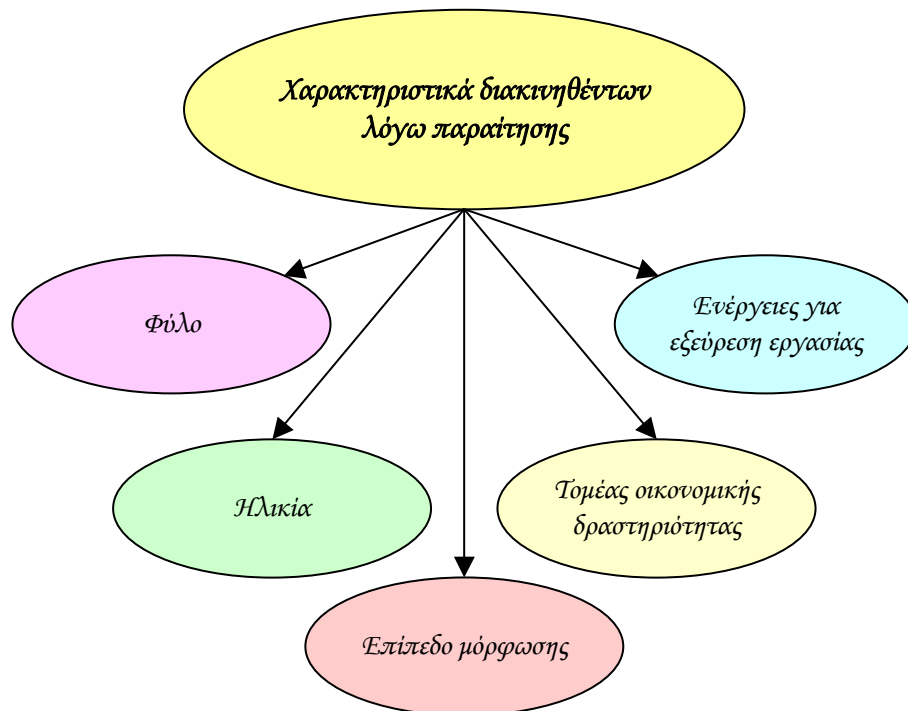 Χαρακτηριστικά διακινηθέντων
λόγω παραίτησης
Φύλο
Ενέργειες για
εξεύρεση εργασίας
Ηλικία
Τομέας οικονομικής
δραστηριότητας
Επίπεδο μόρφωσης